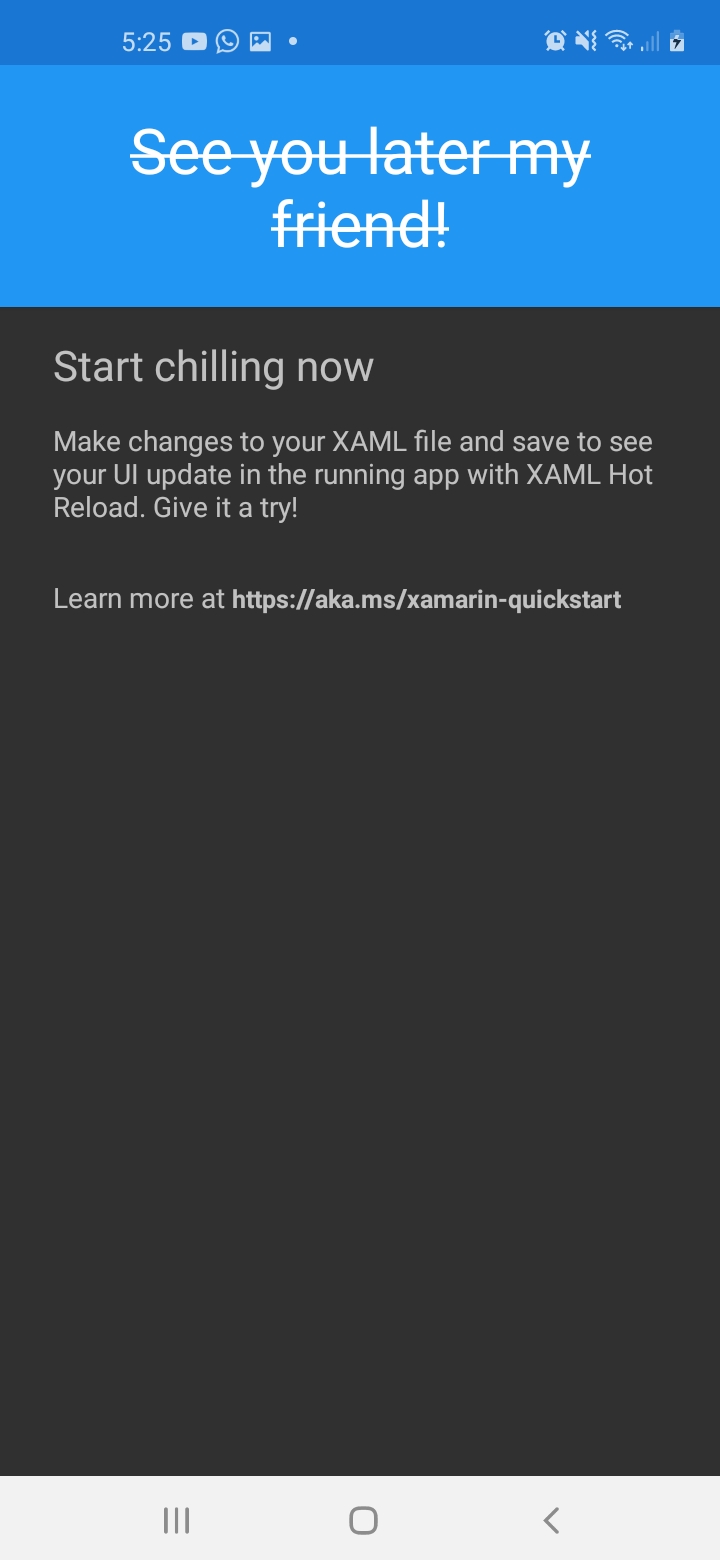 5:25
See you later my
friend!
Start chilling now
Make changes to your XAML file and save to see
your UI update in the running app with XAML Hot
Reload. Give it a try!
Learn more at https://aka.ms/xamarin-quickstart